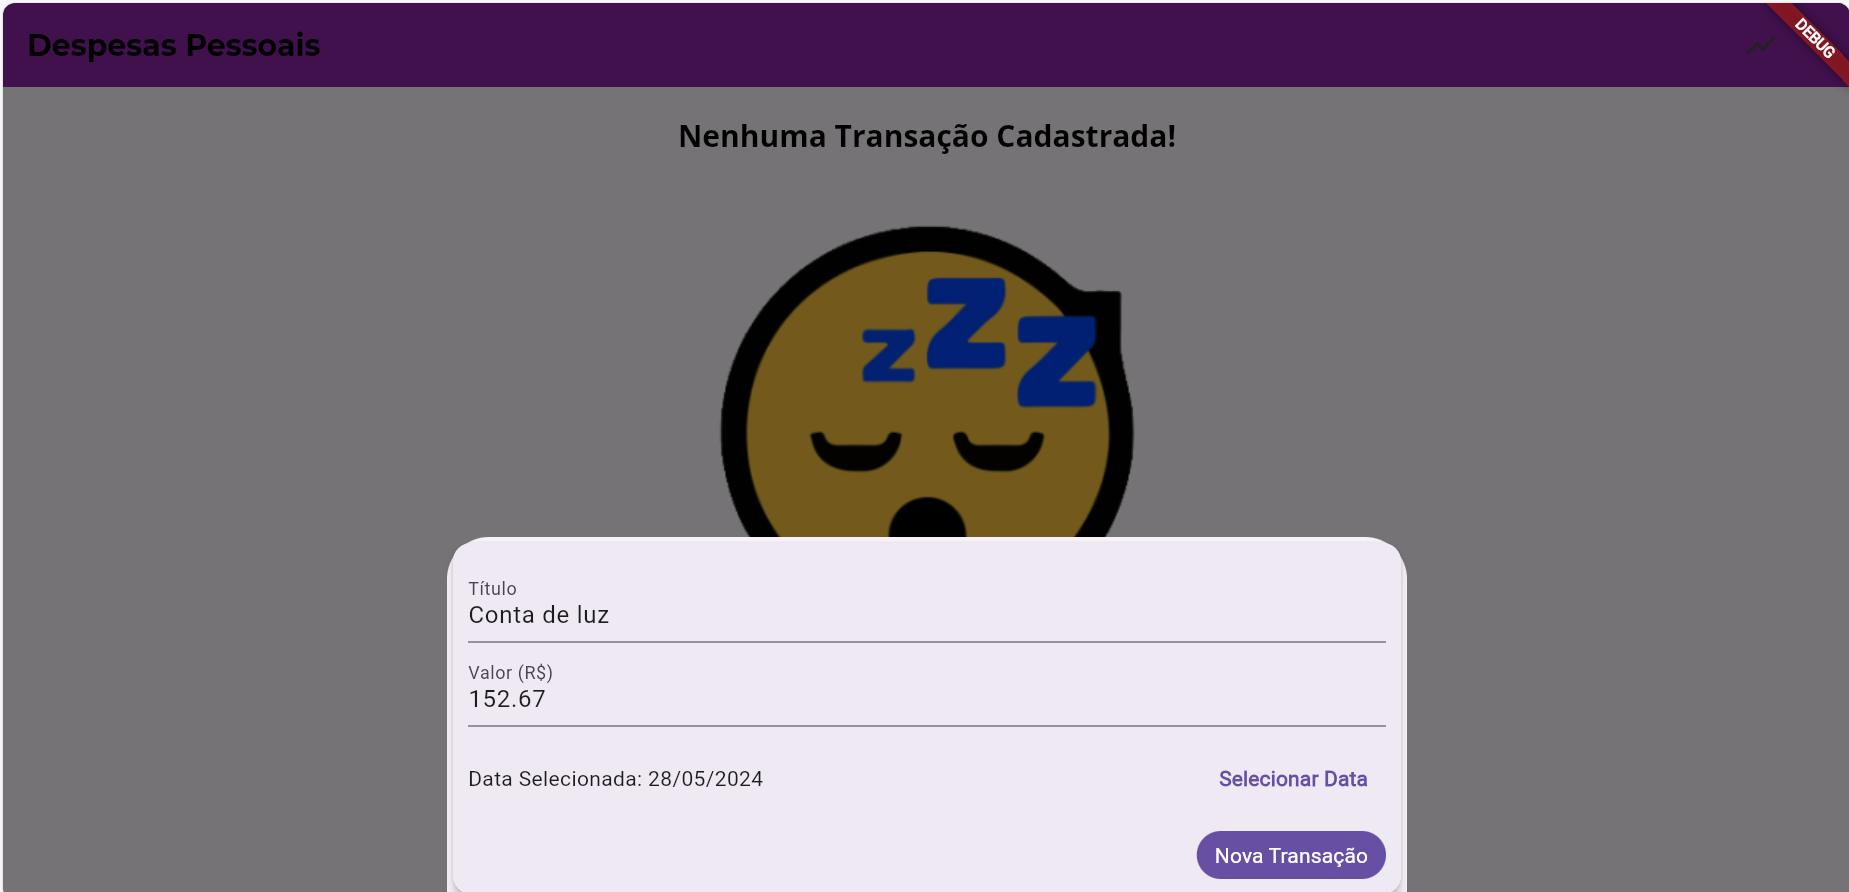 Despesas Pessoais
DEBUG
Nenhuma Transação Cadastrada!
z Z Z
Título
Conta de luz
Valor (R$)
152.67
Data Selecionada: 28/05/2024
Selecionar Data
Nova Transação